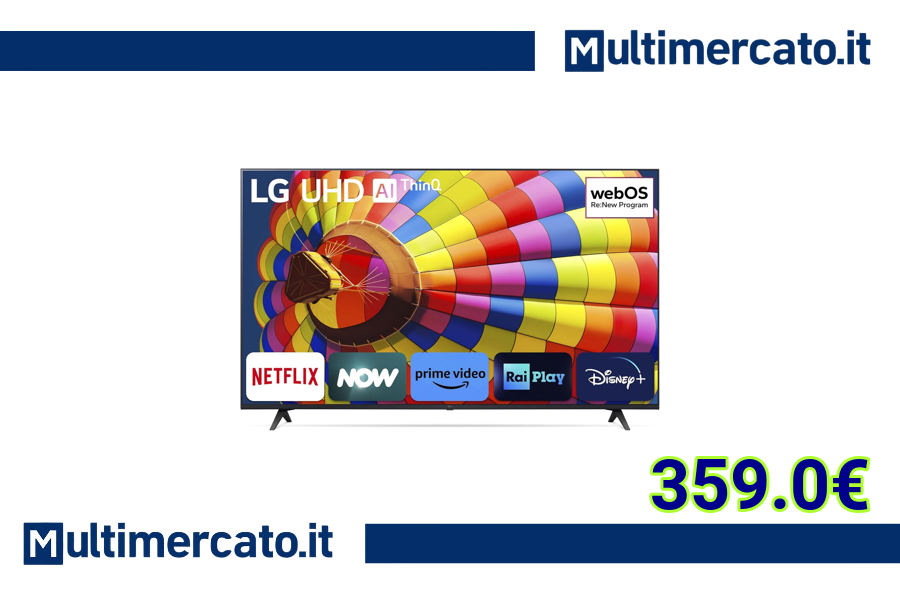 Multimercato.it
LG UHD AI ThinQ
webOS
Re:New Program
NETFLIX
NOW
prime video
Rai Play
Disney+
359.0€
Multimercato.it